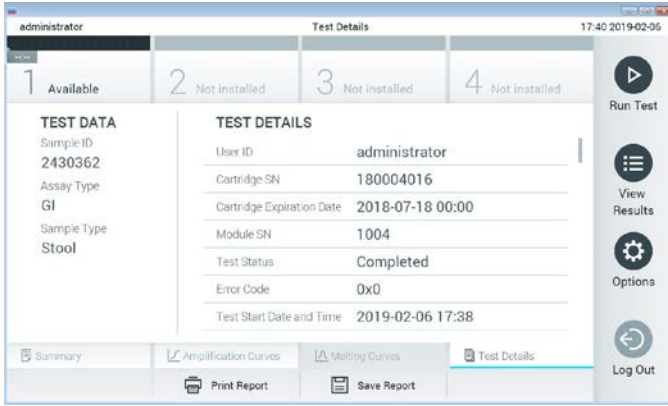 administrator Test Details 17:40 2019-02-06
1 Available 2 Not installed 3 Not installed 4 Not installed
Run Test
View Results
Options
Log Out
TEST DATA
Sample ID
2430362
Assay Type
GI
Sample Type
Stool
TEST DETAILS
User ID administrator
Cartridge SN 180004016
Cartridge Expiration Date 2018-07-18 00:00
Module SN 1004
Test Status Completed
Error Code 0x0
Test Start Date and Time 2019-02-06 17:38
Summary Amplification Curves Melting Curves Test Details
Print Report Save Report